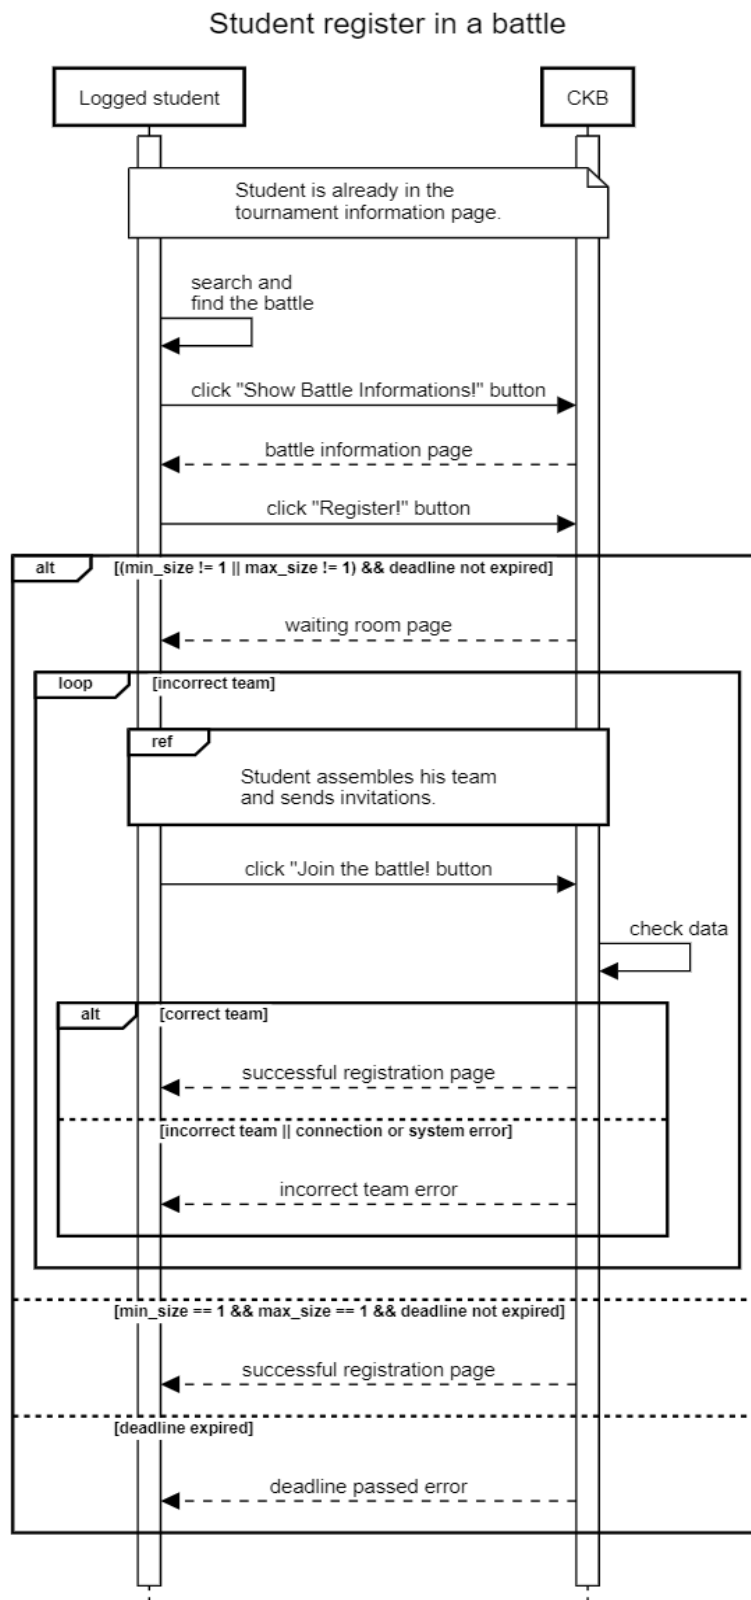 Student register in a battle
Logged student
CKB
Student is already in the
tournament information page.
search and
find the battle
click "Show Battle Informations!" button
battle information page
click "Register!" button
alt
[(min_size != 1 || max_size != 1) && deadline not expired]
waiting room page
loop
[incorrect team]
ref
Student assembles his team
and sends invitations.
click "Join the battle! button
check data
alt
[correct team]
successful registration page
[incorrect team || connection or system error]
incorrect team error
[min_size == 1 && max_size == 1 && deadline not expired]
successful registration page
[deadline expired]
deadline passed error